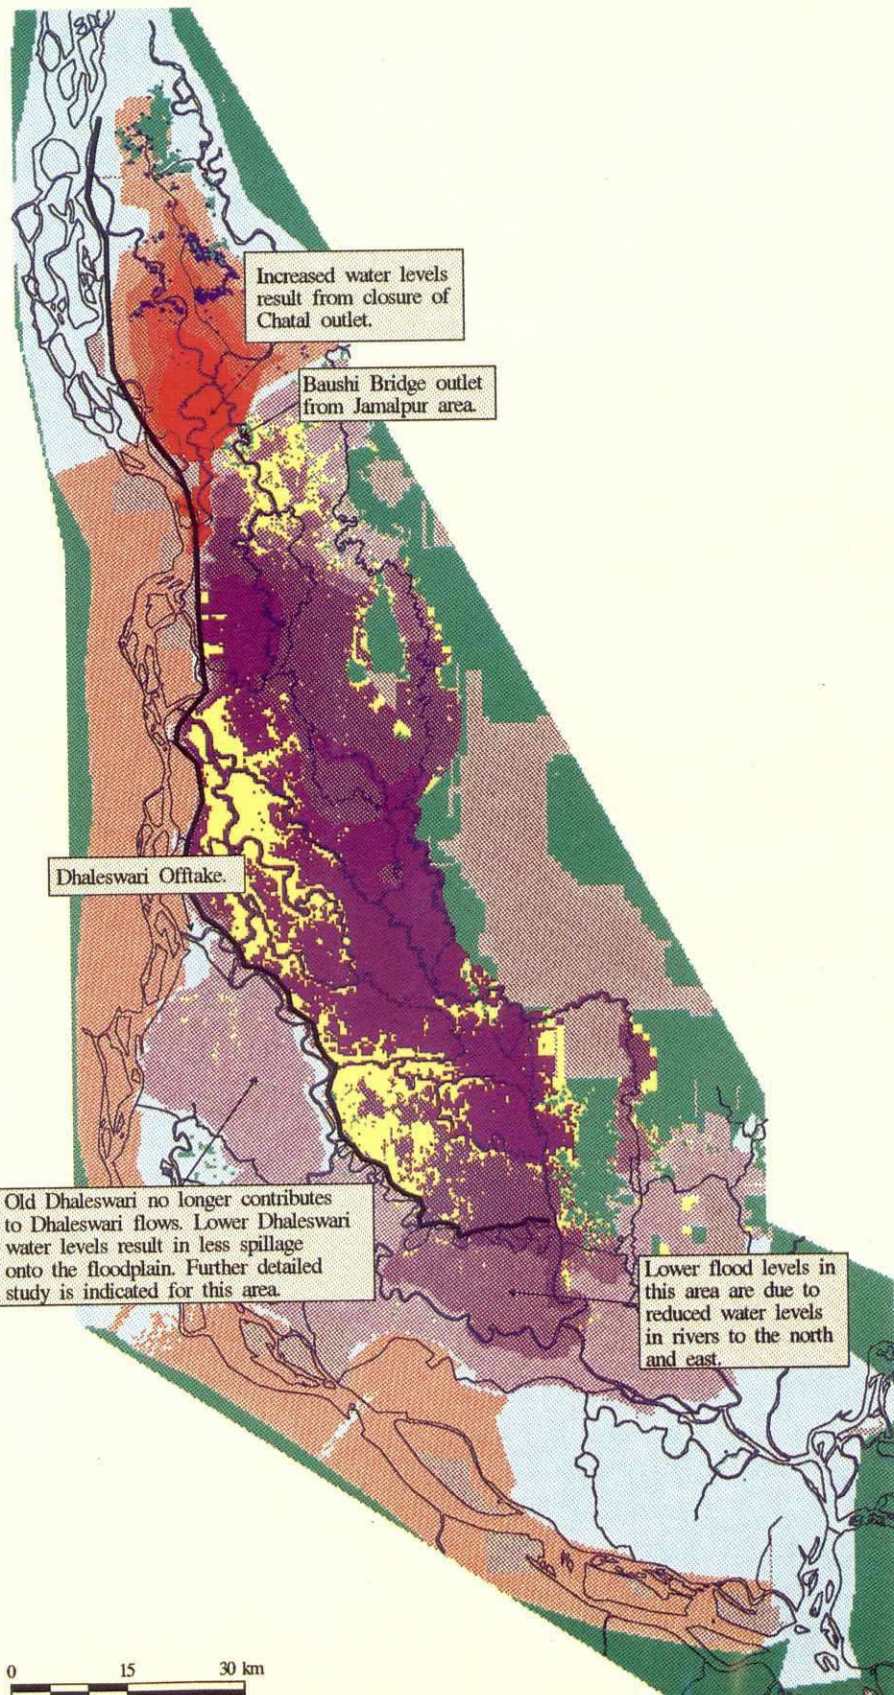 Increased water levels
result from closure of
Chatal outlet.
Baushi Bridge outlet
from Jamalpur area.
Dhaleswari Offtake.
Old Dhaleswari no longer contributes
to Dhaleswari flows. Lower Dhaleswari
water levels result in less spillage
onto the floodplain. Further detailed
study is indicated for this area.
Lower flood levels in
this area are due to
reduced water levels
in rivers to the north
and east.
0 15 30 km